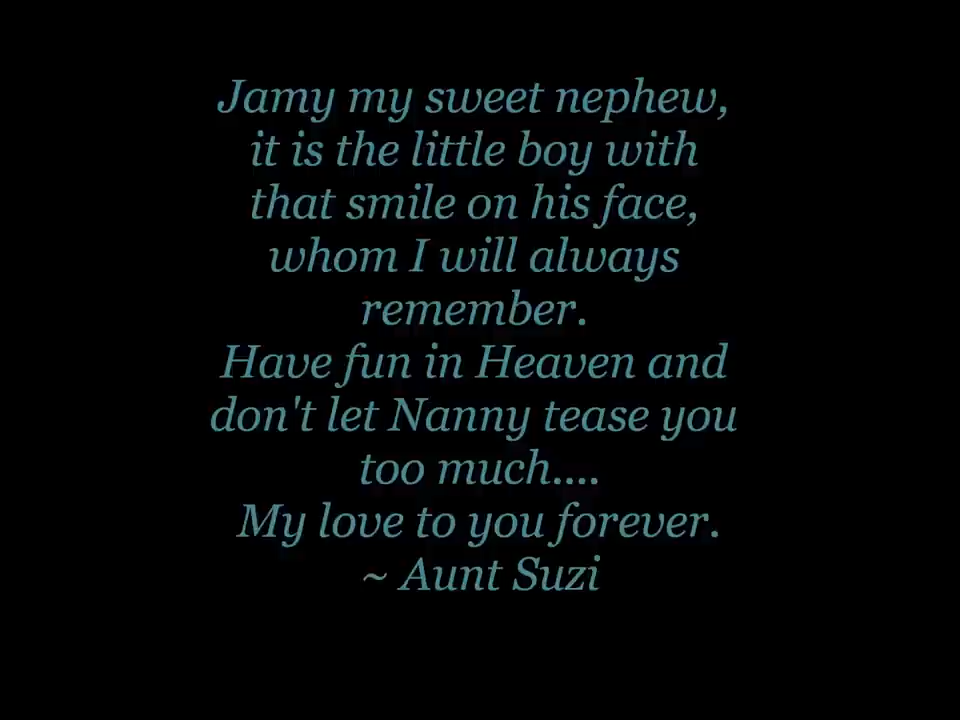 Jamy my sweet nephew,
it is the little boy with
that smile on his face,
whom I will always
remember.
Have fun in Heaven and
don't let Nanny tease you
too much....
My love to you forever.
~ Aunt Suzi